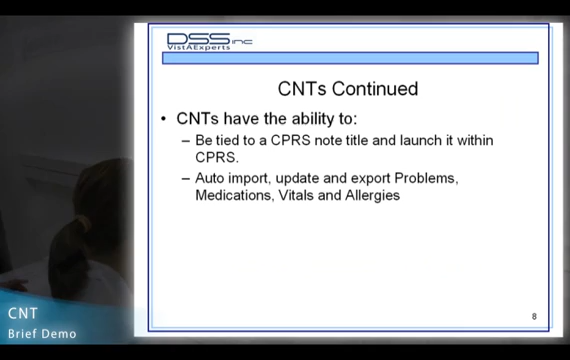 DSS inc
VistAExperts
CNTs Continued
• CNTs have the ability to:
– Be tied to a CPRS note title and launch it within
CPRS.
– Auto import, update and export Problems,
Medications, Vitals and Allergies
8
CNT
Brief Demo